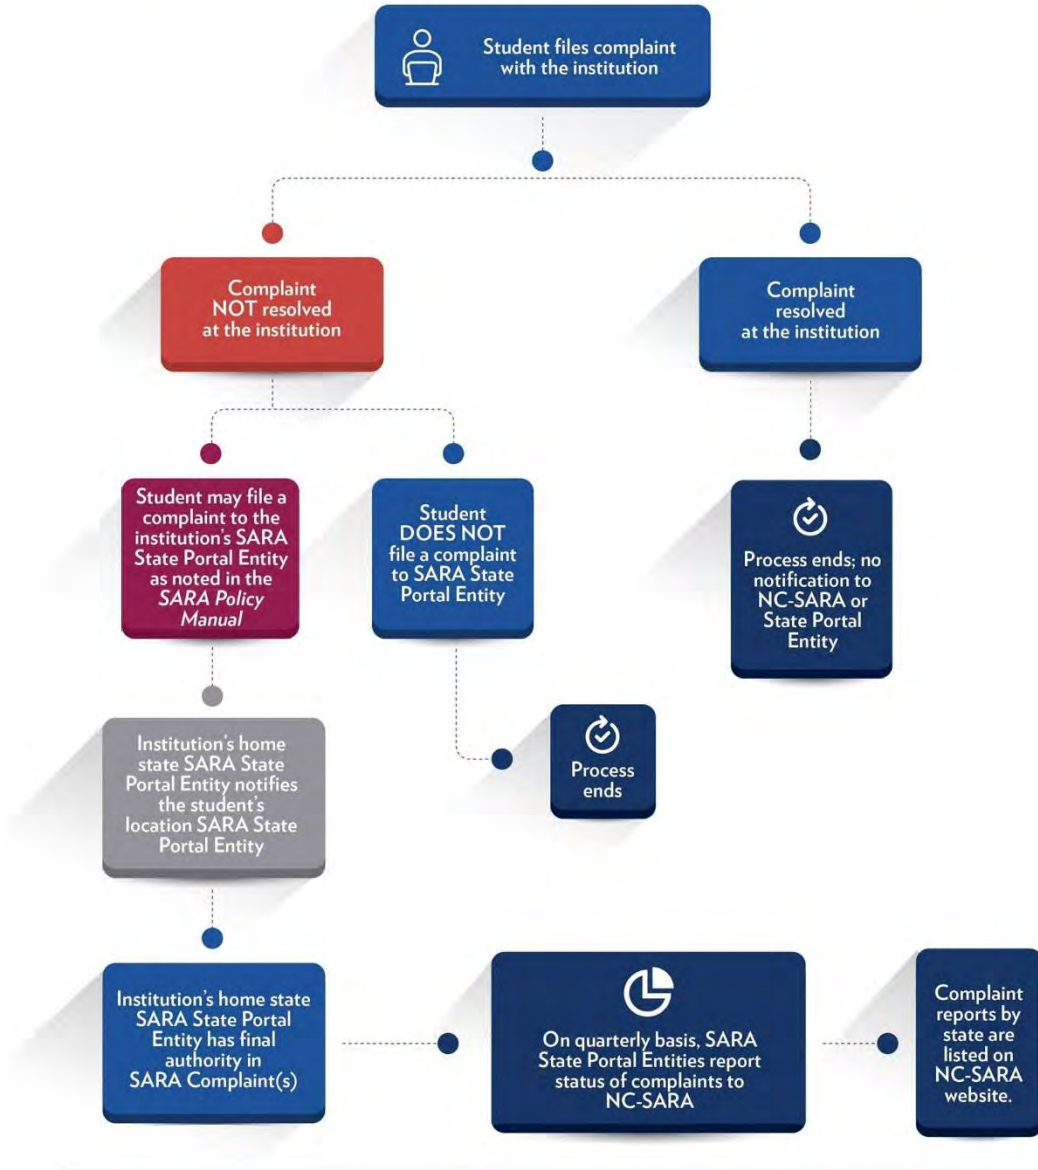 Student files complaint
with the institution
Complaint
NOT resolved
at the institution
Complaint
resolved
at the institution
Student may file a
complaint to the
institution's SARA
State Portal Entity
as noted in the
SARA Policy
Manual
Student
DOES NOT
file a complaint
to SARA State
Portal Entity
Process ends; no
notification to
NC-SARA or
State Portal
Entity
Institution's home
state SARA State
Portal Entity notifies
the student's
location SARA State
Portal Entity
Process
ends
Institution's home state
SARA State Portal
Entity has final
authority in
SARA Complaint(s)
On quarterly basis, SARA
State Portal Entities report
status of complaints to
NC-SARA
Complaint
reports by
state are
listed on
NC-SARA
website.